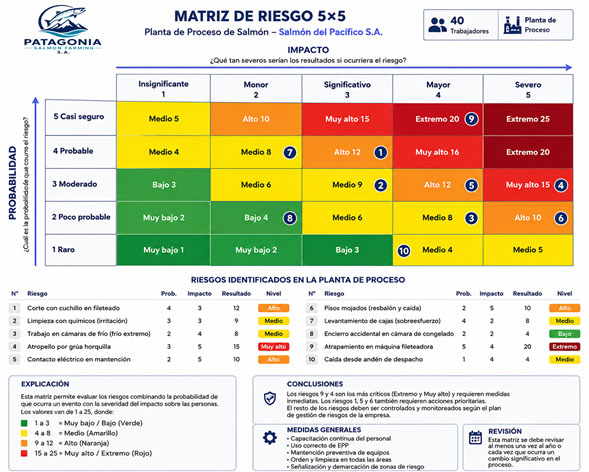 PATAGONIA
SALMON FARMING
S.A.
MATRIZ DE RIESGO 5×5
Planta de Proceso de Salmón – Salmón del Pacífico S.A.
40
Trabajadores
Planta de
Proceso
IMPACTO
¿Qué tan severos serían los resultados si ocurriera el riesgo?
PROBABILIDAD
¿Cuál es la probabilidad de que ocurra el riesgo?
Insignificante
1
Monor
2
Significativo
3
Mayor
4
Severo
5
5 Casi seguro
Medio 5
Alto 10
Muy alto 15
Extremo 20
9
Extremo 25
4 Probable
Medio 4
Medio 8
7
Alto 12
1
Muy alto 16
Extremo 20
3 Moderado
Bajo 3
Medio 6
Medio 9
2
Alto 12
5
Muy alto 15
4
2 Poco probable
Muy bajo 2
Bajo 4
8
Medio 6
Medio 8
3
Alto 10
6
1 Raro
Muy bajo 1
Muy bajo 2
Bajo 3
10
Medio 4
Medio 5
RIESGOS IDENTIFICADOS EN LA PLANTA DE PROCESO
N° Riesgo Prob. Impacto Resultado Nivel
1 Corte con cuchillo en fileteado 4 3 12 Alto
2 Limpieza con químicos (irritación) 3 3 9 Medio
3 Trabajo en cámaras de frío (frío extremo) 2 4 8 Medio
4 Atropello por grúa horquilla 3 5 15 Muy alto
5 Contacto eléctrico en mantención 2 5 10 Alto
N° Riesgo Prob. Impacto Resultado Nivel
6 Pisos mojados (resbalón y caída) 2 5 10 Alto
7 Levantamiento de cajas (sobreesfuerzo) 4 2 8 Medio
8 Encierro accidental en cámara de congelado 2 2 4 Bajo
9 Atrapamiento en máquina fileteadora 5 4 20 Extremo
10 Caída desde andén de despacho 1 4 4 Medio
EXPLICACIÓN
Esta matriz permite evaluar los riesgos combinando la probabilidad
de que ocurra un evento con la severidad del impacto sobre las personas.
Los valores van de 1 a 25, donde:
1 a 3 = Muy bajo / Bajo (Verde)
4 a 8 = Medio (Amarillo)
9 a 12 = Alto (Naranja)
15 a 25 = Muy alto / Extremo (Rojo)
CONCLUSIONES
Los riesgos 9 y 4 son los más críticos (Extremo y Muy alto) y requieren medidas
inmediatas. Los riesgos 1, 5 y 6 también requieren acciones prioritarias.
El resto de los riesgos deben ser controlados y monitoreados según el plan
de gestión de riesgos de la empresa.
MEDIDAS GENERALES
• Capacitación continua del personal
• Uso correcto de EPP
• Mantención preventiva de equipos
• Orden y limpieza en todas las áreas
• Señalización y demarcación de zonas de riesgo
REVISIÓN
Esta matriz se debe revisar
al menos una vez al año o
cada vez que ocurra un
cambio significativo en el
proceso.